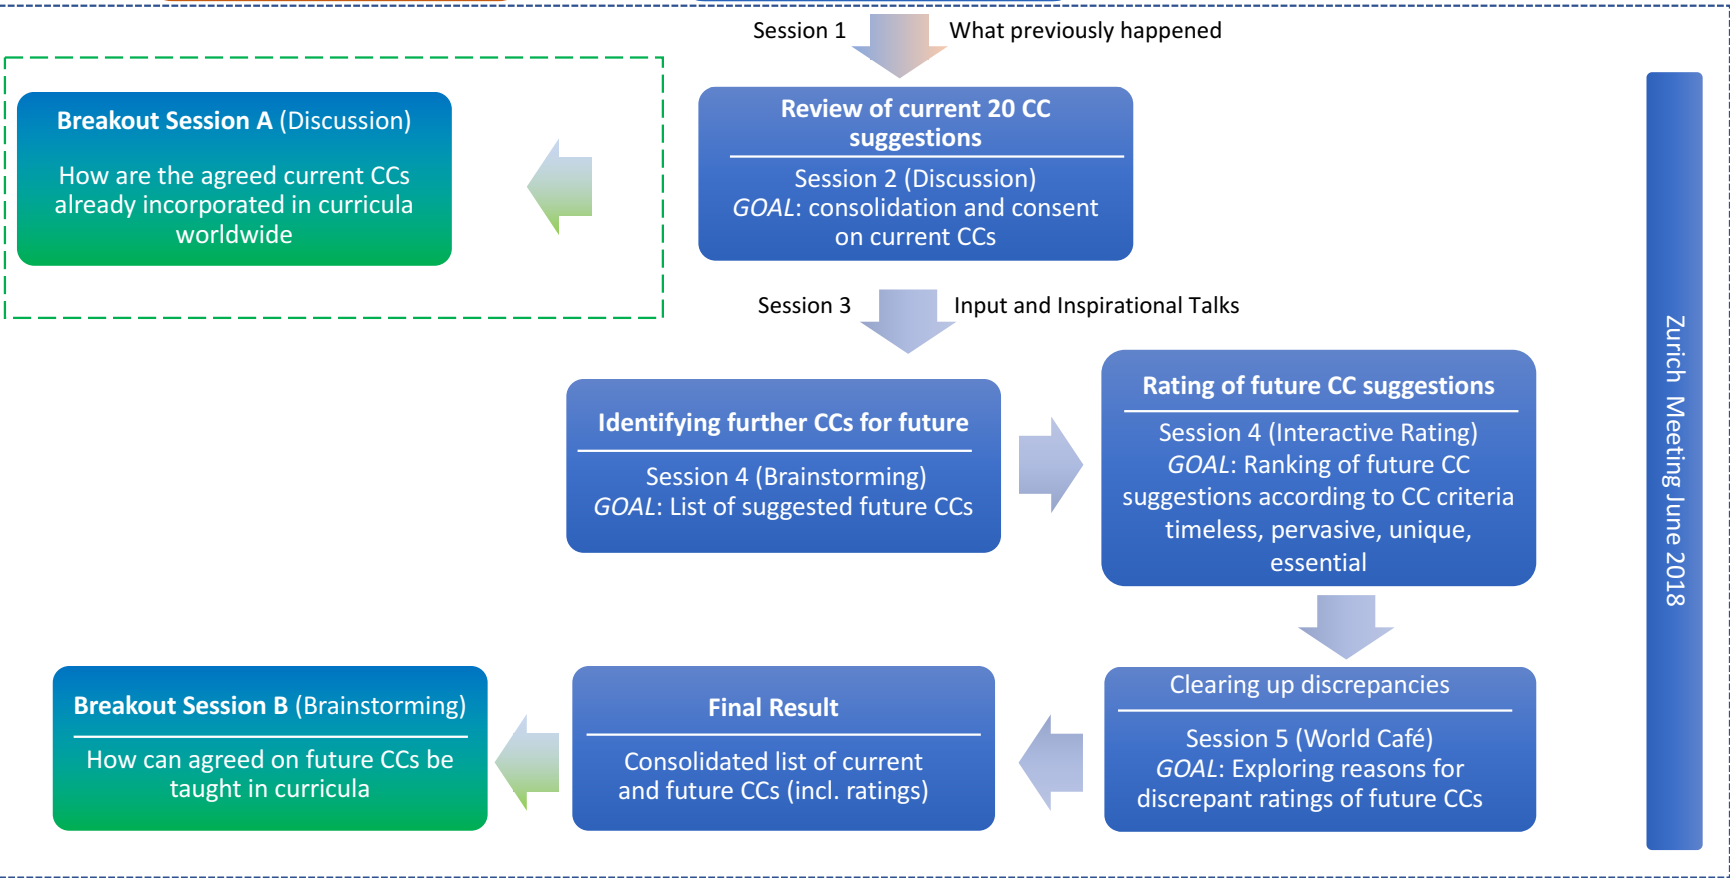 Session 1
What previously happened
Breakout Session A (Discussion)
How are the agreed current CCs
already incorporated in curricula
worldwide
Review of current 20 CC
suggestions
Session 2 (Discussion)
GOAL: consolidation and consent
on current CCs
Session 3
Input and Inspirational Talks
Identifying further CCs for future
Session 4 (Brainstorming)
GOAL: List of suggested future CCs
Rating of future CC suggestions
Session 4 (Interactive Rating)
GOAL: Ranking of future CC
suggestions according to CC criteria
timeless, pervasive, unique,
essential
Clearing up discrepancies
Session 5 (World Café)
GOAL: Exploring reasons for
discrepant ratings of future CCs
Final Result
Consolidated list of current
and future CCs (incl. ratings)
Breakout Session B (Brainstorming)
How can agreed on future CCs be
taught in curricula
Zurich Meeting June 2018